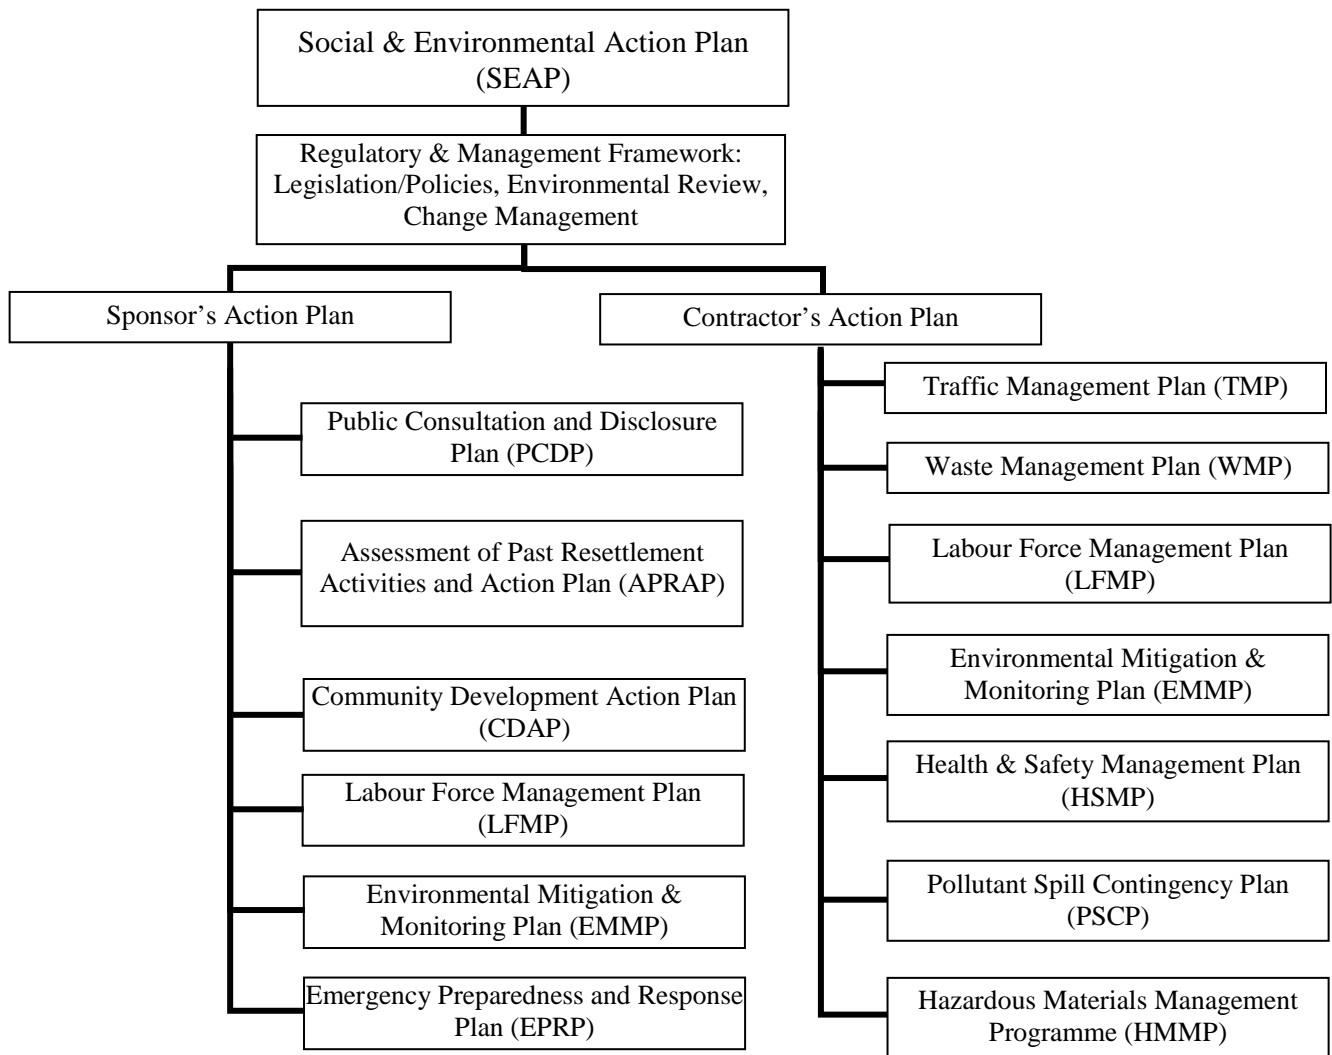 Social & Environmental Action Plan
(SEAP)
Regulatory & Management Framework:
Legislation/Policies, Environmental Review,
Change Management
Sponsor’s Action Plan
Contractor’s Action Plan
Public Consultation and Disclosure
Plan (PCDP)
Assessment of Past Resettlement
Activities and Action Plan (APRAP)
Community Development Action Plan
(CDAP)
Labour Force Management Plan
(LFMP)
Environmental Mitigation &
Monitoring Plan (EMMP)
Emergency Preparedness and Response
Plan (EPRP)
Traffic Management Plan (TMP)
Waste Management Plan (WMP)
Labour Force Management Plan
(LFMP)
Environmental Mitigation &
Monitoring Plan (EMMP)
Health & Safety Management Plan
(HSMP)
Pollutant Spill Contingency Plan
(PSCP)
Hazardous Materials Management
Programme (HMMP)